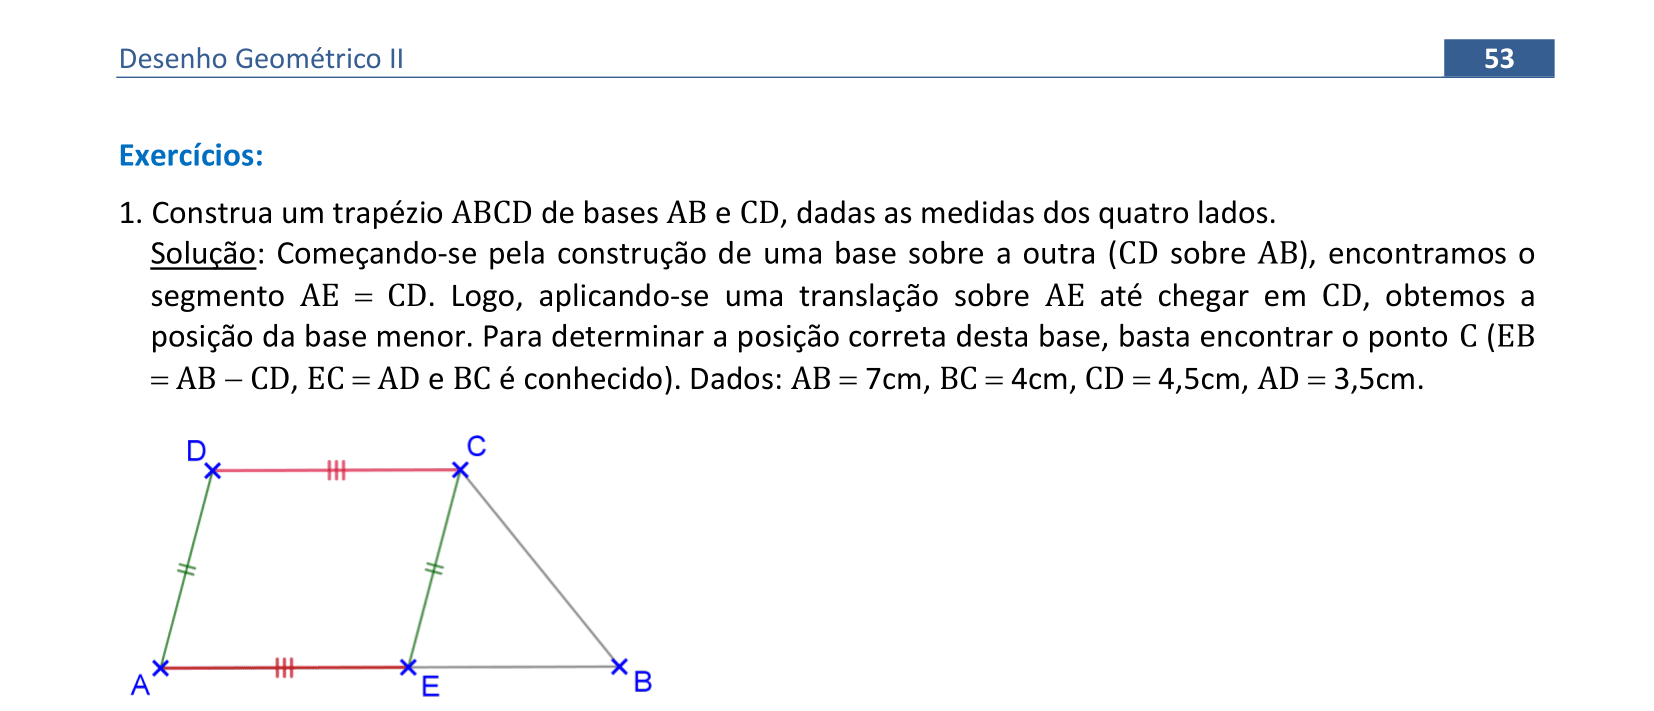 Desenho Geométrico II
53
Exercícios:
1. Construa um trapézio ABCD de bases AB e CD, dadas as medidas dos quatro lados.
Solução: Começando-se pela construção de uma base sobre a outra (CD sobre AB), encontramos o
segmento AE = CD. Logo, aplicando-se uma translação sobre AE até chegar em CD, obtemos a
posição da base menor. Para determinar a posição correta desta base, basta encontrar o ponto C (EB
= AB – CD, EC = AD e BC é conhecido). Dados: AB = 7cm, BC = 4cm, CD = 4,5cm, AD = 3,5cm.
D
C
A
E
B